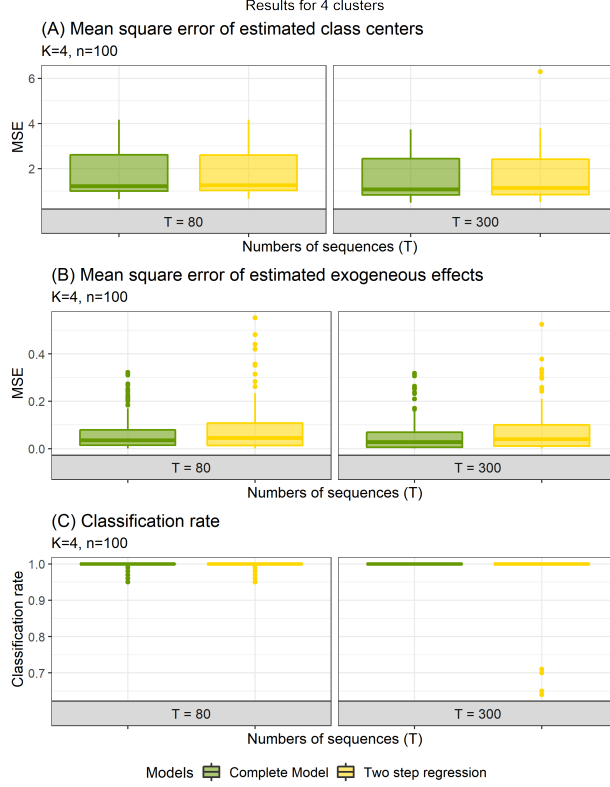 Results for 4 clusters
(A) Mean square error of estimated class centers
K=4, n=100
MSE
6
4
2
T = 80
T = 300
Numbers of sequences (T)
(B) Mean square error of estimated exogeneous effects
K=4, n=100
MSE
0.4
0.2
0.0
T = 80
T = 300
Numbers of sequences (T)
(C) Classification rate
K=4, n=100
Classification rate
1.0
0.9
0.8
0.7
T = 80
T = 300
Numbers of sequences (T)
Models Complete Model Two step regression